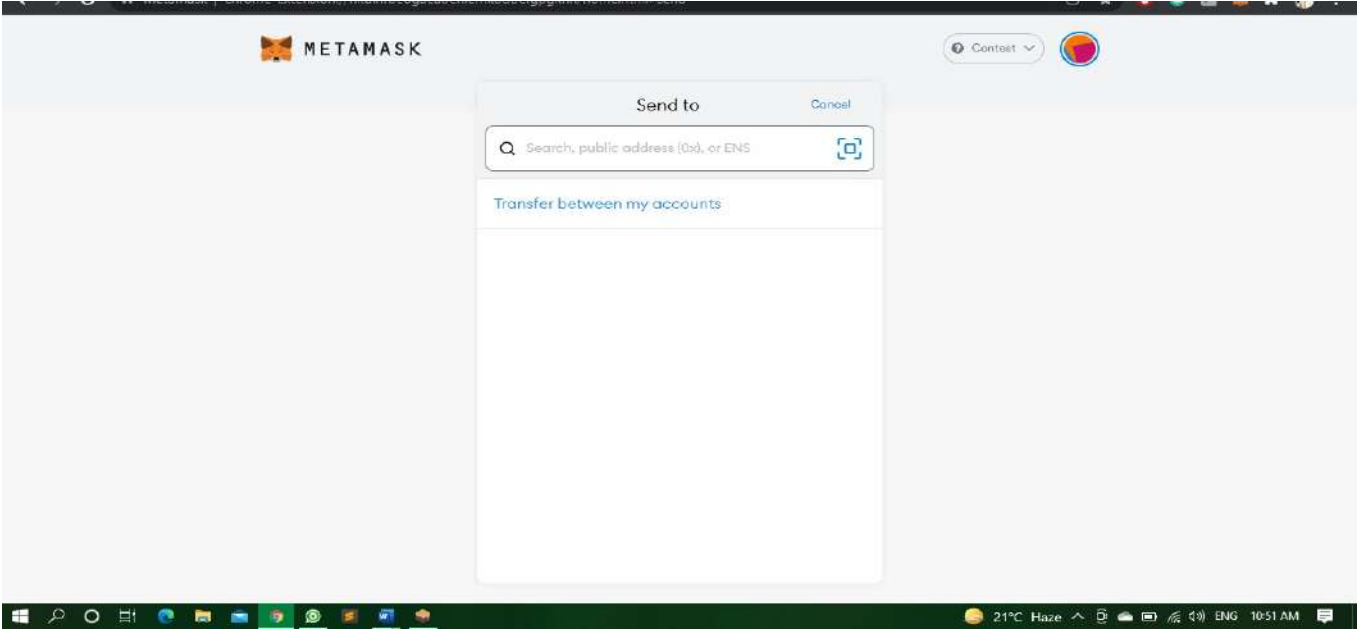 METAMASK
Contest
Send to
Cancel
Search, public address (0x), or ENS
Transfer between my accounts
21°C Haze
ENG
10:51 AM